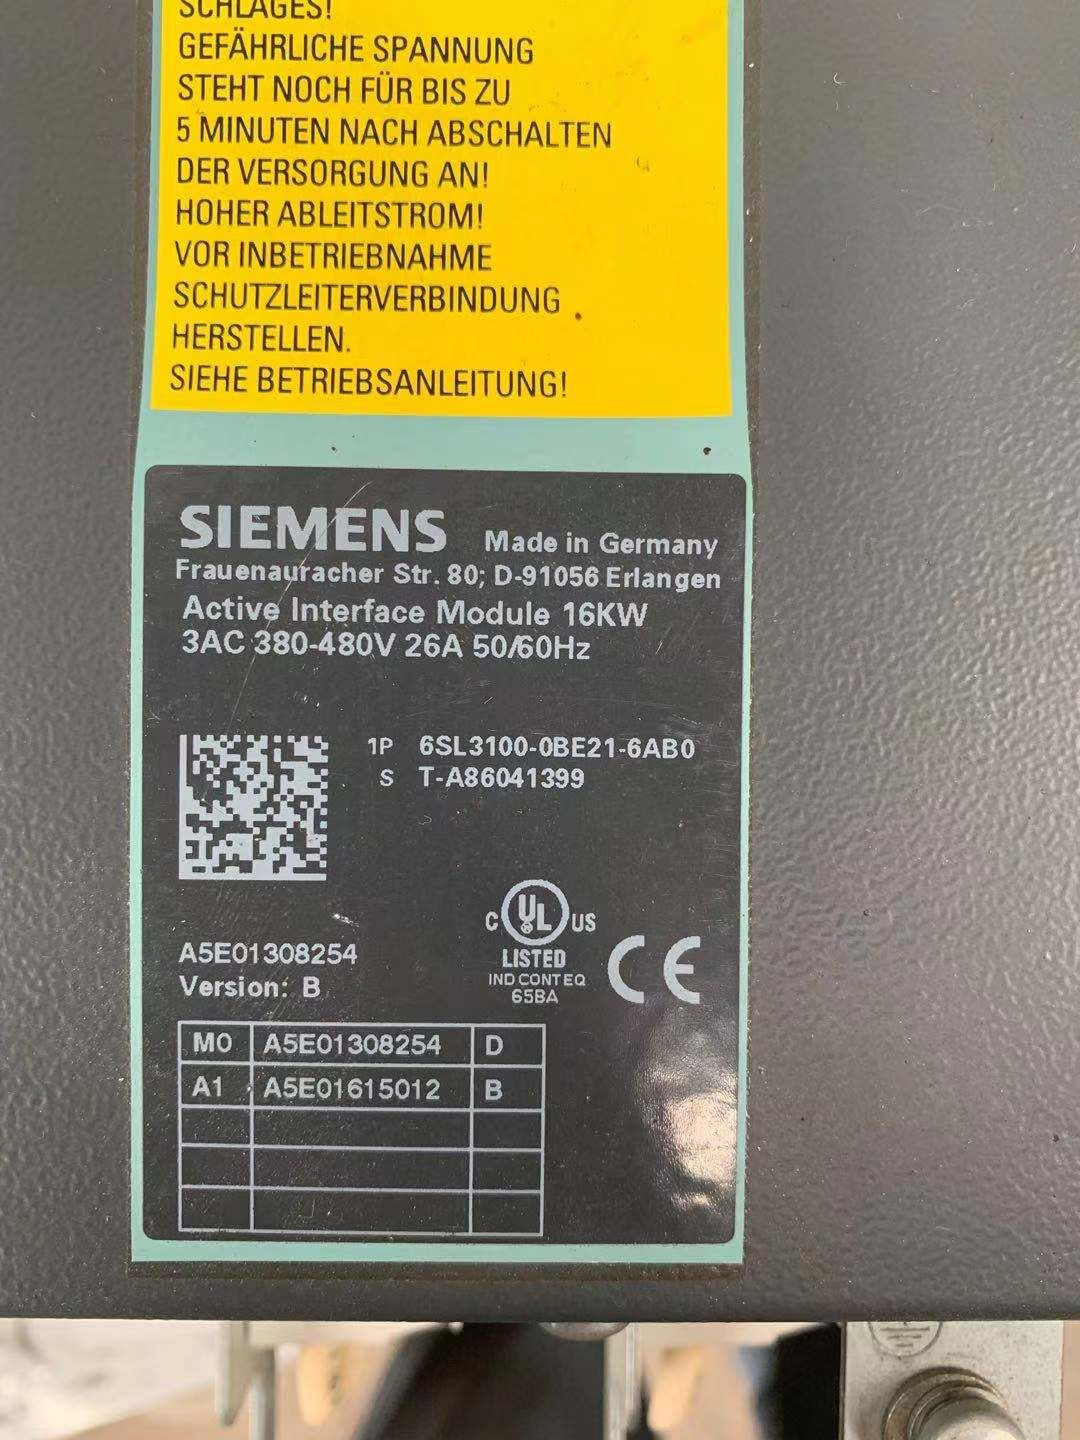 SCHLAGES!
GEFÄHRLICHE SPANNUNG
STEHT NOCH FÜR BIS ZU
5 MINUTEN NACH ABSCHALTEN
DER VERSORGUNG AN!
HOHER ABLEITSTROM!
VOR INBETRIEBNAHME
SCHUTZLEITERVERBINDUNG
HERSTELLEN.
SIEHE BETRIEBSANLEITUNG!
SIEMENS Made in Germany
Frauenauracher Str. 80; D-91056 Erlangen
Active Interface Module 16KW
3AC 380-480V 26A 50/60Hz
1P 6SL3100-0BE21-6AB0
S T-A86041399
C UL US
LISTED
IND CONT EQ
65BA
CE
A5E01308254
Version: B
M0 A5E01308254 D
A1 A5E01615012 B